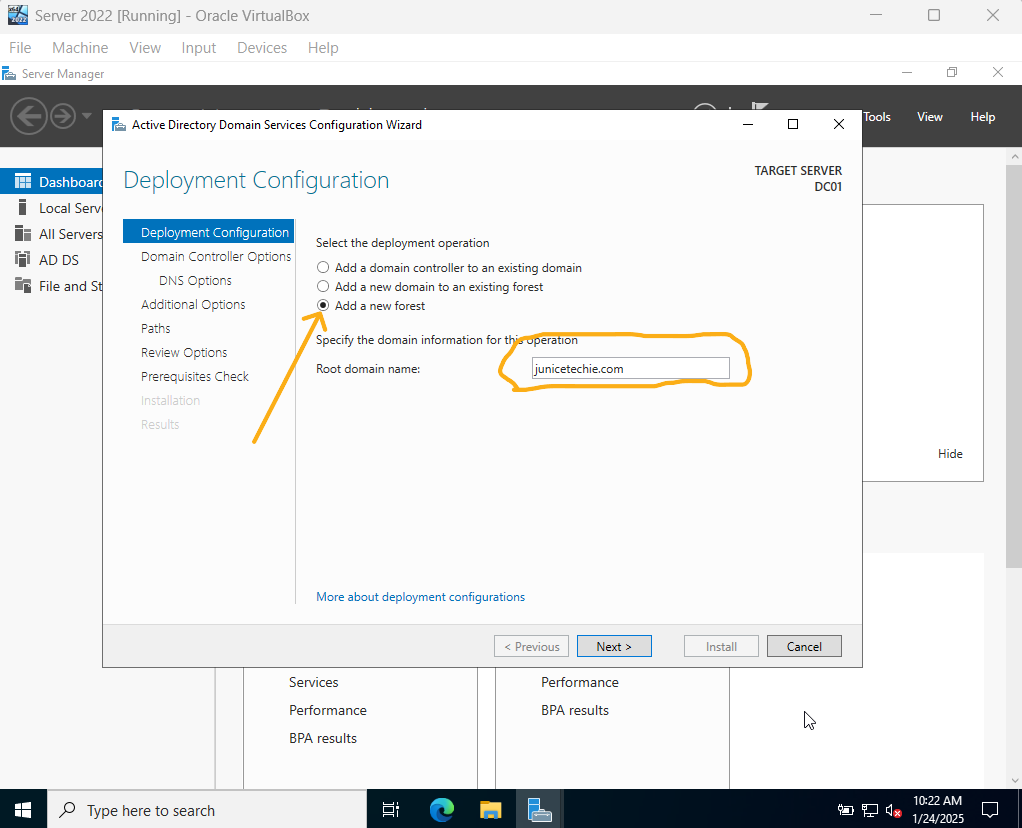 Server 2022 [Running] - Oracle VirtualBox
File Machine View Input Devices Help
Server Manager
Tools View Help
Active Directory Domain Services Configuration Wizard
Deployment Configuration
TARGET SERVER
DC01
Dashboard
Local Serv
All Servers
AD DS
File and St
Deployment Configuration
Domain Controller Options
DNS Options
Additional Options
Paths
Review Options
Prerequisites Check
Installation
Results
Select the deployment operation
Add a domain controller to an existing domain
Add a new domain to an existing forest
Add a new forest
Specify the domain information for this operation
Root domain name:
junicetechie.com
More about deployment configurations
< Previous
Next >
Install
Cancel
Hide
Services
Performance
BPA results
Performance
BPA results
Type here to search
10:22 AM
1/24/2025